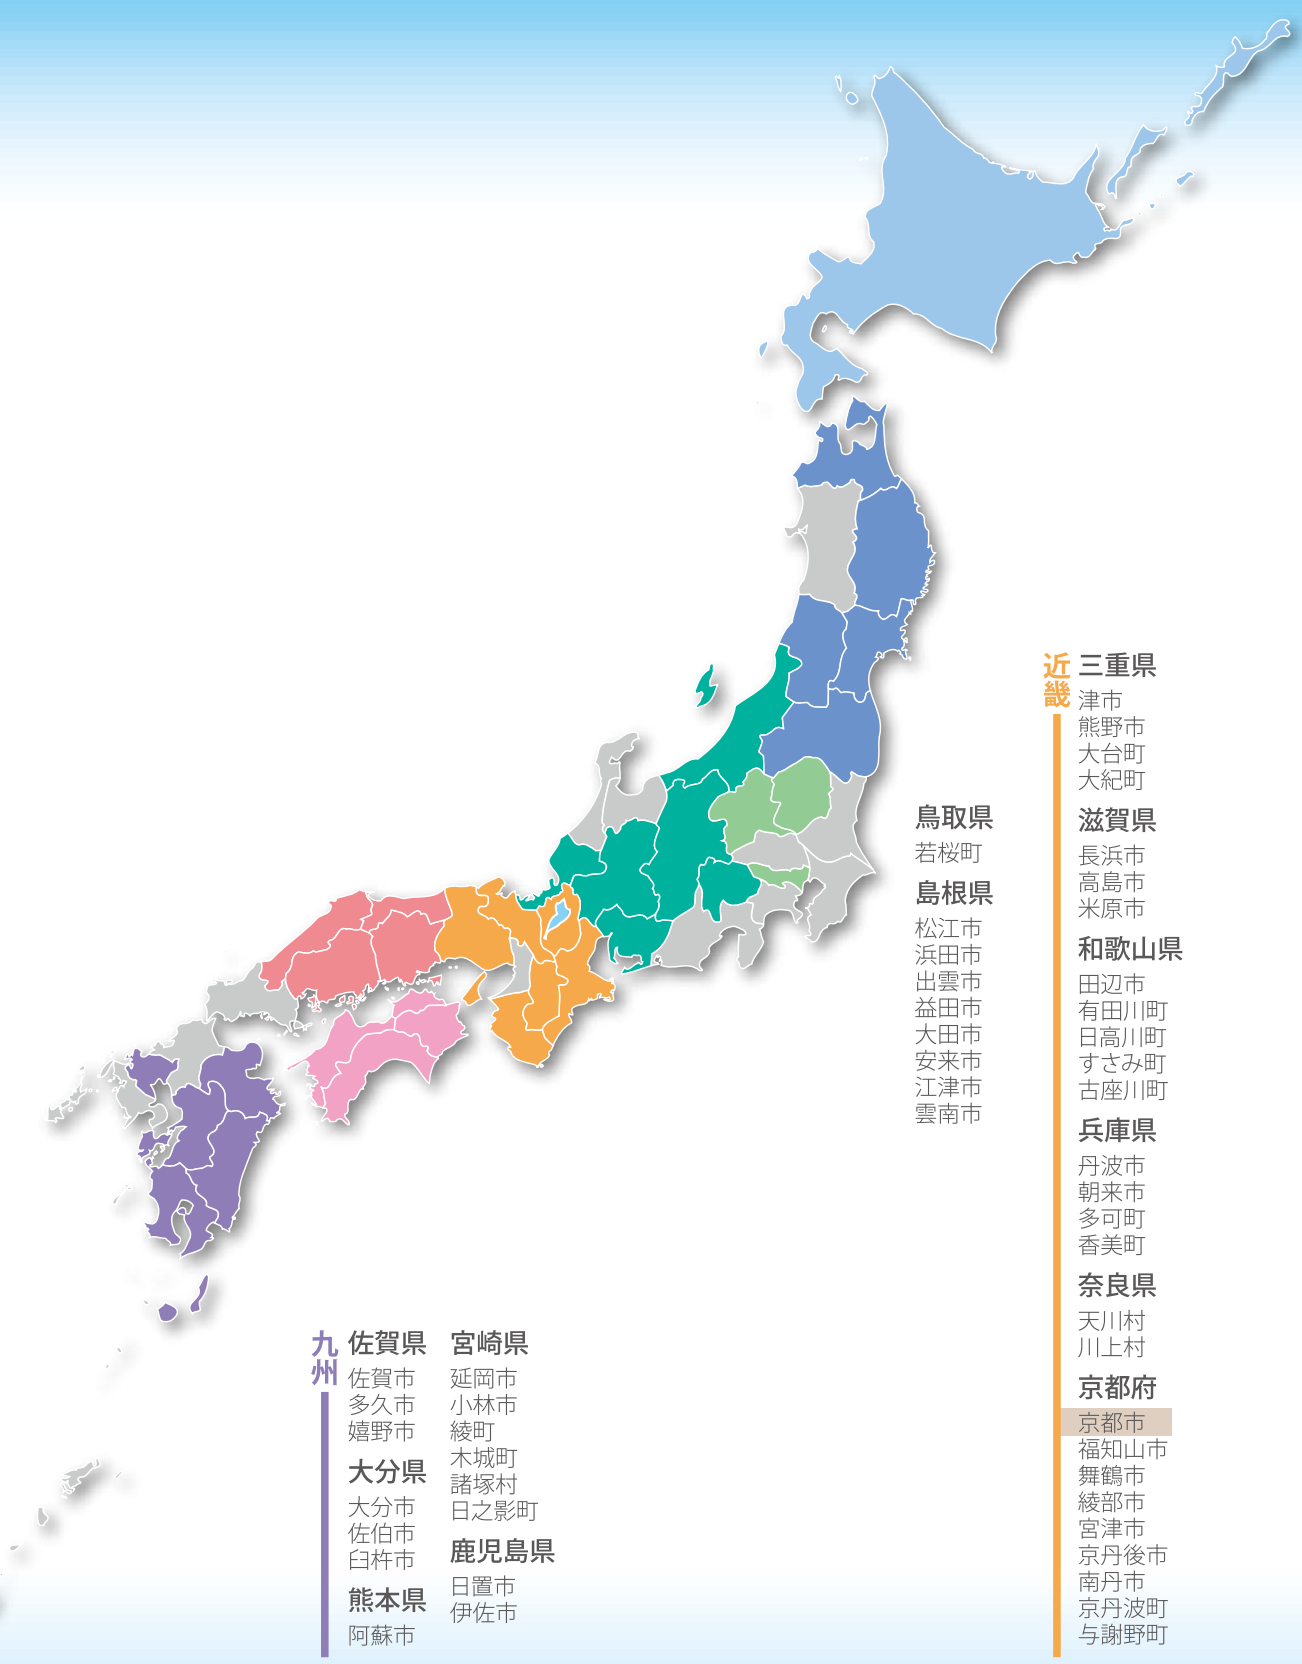 鳥取県
若桜町
島根県
松江市
浜田市
出雲市
益田市
大田市
安来市
江津市
雲南市
近畿
三重県
津市
熊野市
大台町
大紀町
滋賀県
長浜市
高島市
米原市
和歌山県
田辺市
有田川町
日高川町
すさみ町
古座川町
兵庫県
丹波市
朝来市
多可町
香美町
奈良県
天川村
川上村
京都府
京都市
福知山市
舞鶴市
綾部市
宮津市
京丹後市
南丹市
京丹波町
与謝野町
九州
佐賀県
佐賀市
多久市
嬉野市
大分県
大分市
佐伯市
臼杵市
熊本県
阿蘇市
宮崎県
延岡市
小林市
綾町
木城町
諸塚村
日之影町
鹿児島県
日置市
伊佐市